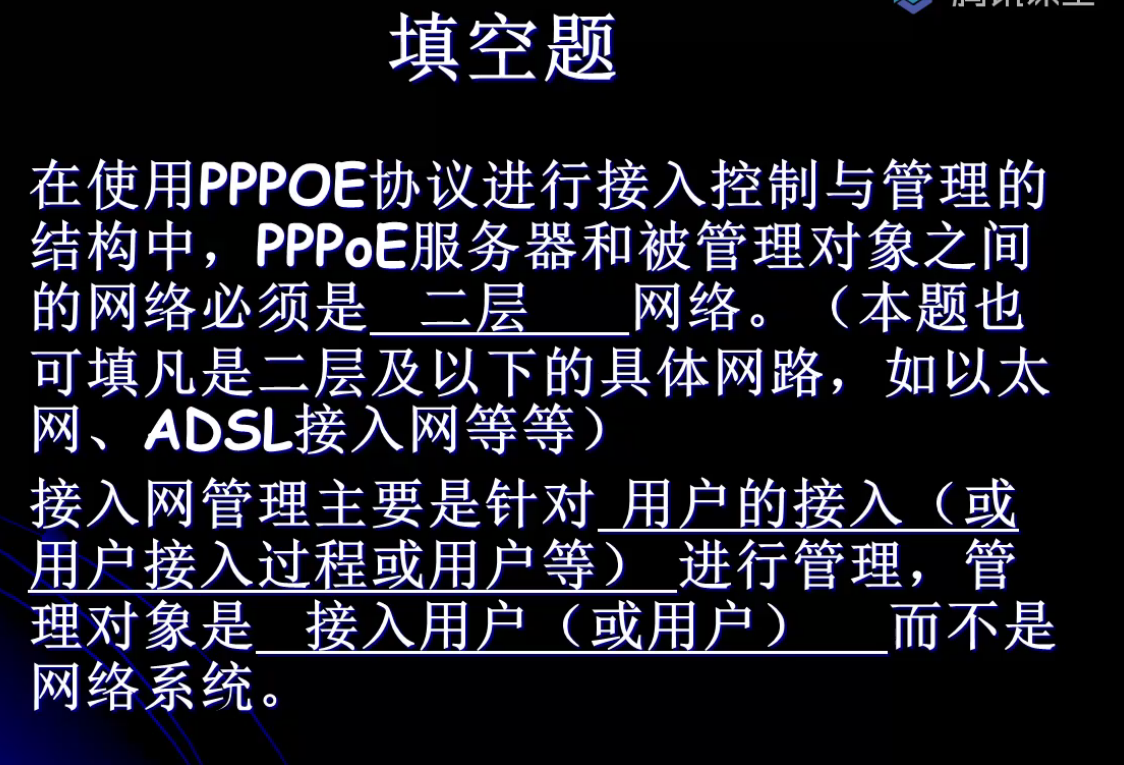 填空题
在使用PPPOE协议进行接入控制与管理的
结构中，PPPoE服务器和被管理对象之间
的网络必须是 二层 网络。（本题也
可填凡是二层及以下的具体网路，如以太
网、ADSL接入网等等）
接入网管理主要是针对 用户的接入（或
用户接入过程或用户等） 进行管理，管
理对象是 接入用户（或用户） 而不是
网络系统。